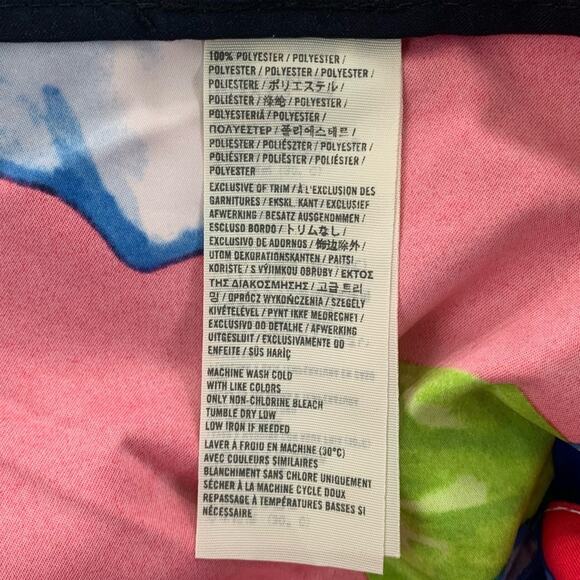 100% POLYESTER / POLYESTER /
POLYESTER / POLYESTER / POLYESTER /
POLIESTERE / ポリエステル /
POLIÉSTER / 涤纶 / POLYESTER /
POLYESTERIÄ / POLYESTER /
ΠΟΛΥΕΣΤΕΡ / 폴리에스테르 /
POLIESTER / POLIÉSZTER / POLYESTER /
POLIÉSTER / POLIÈSTER / POLIÉSTER /
POLYESTER
EXCLUSIVE OF TRIM / À L'EXCLUSION DES
GARNITURES / EKSKL. KANT / EXCLUSIEF
AFWERKING / BESATZ AUSGENOMMEN /
ESCLUSO BORDO / トリムなし /
EXCLUSIVO DE ADORNOS / 饰边除外 /
UTOM DEKORATIONSKANTEN / PAITSI
KORISTE / S VÝJIMKOU OBRUBY / ΕΚΤΟΣ
ΤΗΣ ΔΙΑΚΟΣΜΗΣΗΣ / 고급 트리
밍 / OPRÓCZ WYKOŃCZENIA / SZEGÉLY
KIVÉTELÉVEL / PYNT IKKE MEDREGNET /
EXCLUSIVO DO DETALHE / AFWERKING
UITGESLUIT / EXCLUSIVAMENTE DIN
ENFEITE / SÜS HARİÇ
MACHINE WASH COLD
WITH LIKE COLORS
ONLY NON-CHLORINE BLEACH
TUMBLE DRY LOW
LOW IRON IF NEEDED
LAVER À FROID EN MACHINE (30°C)
AVEC COULEURS SIMILAIRES
BLANCHIMENT SANS CHLORE UNIQUEMENT
SÉCHER À LA MACHINE CYCLE DOUX
REPASSAGE À TEMPÉRATURES BASSES SI
NÉCESSAIRE